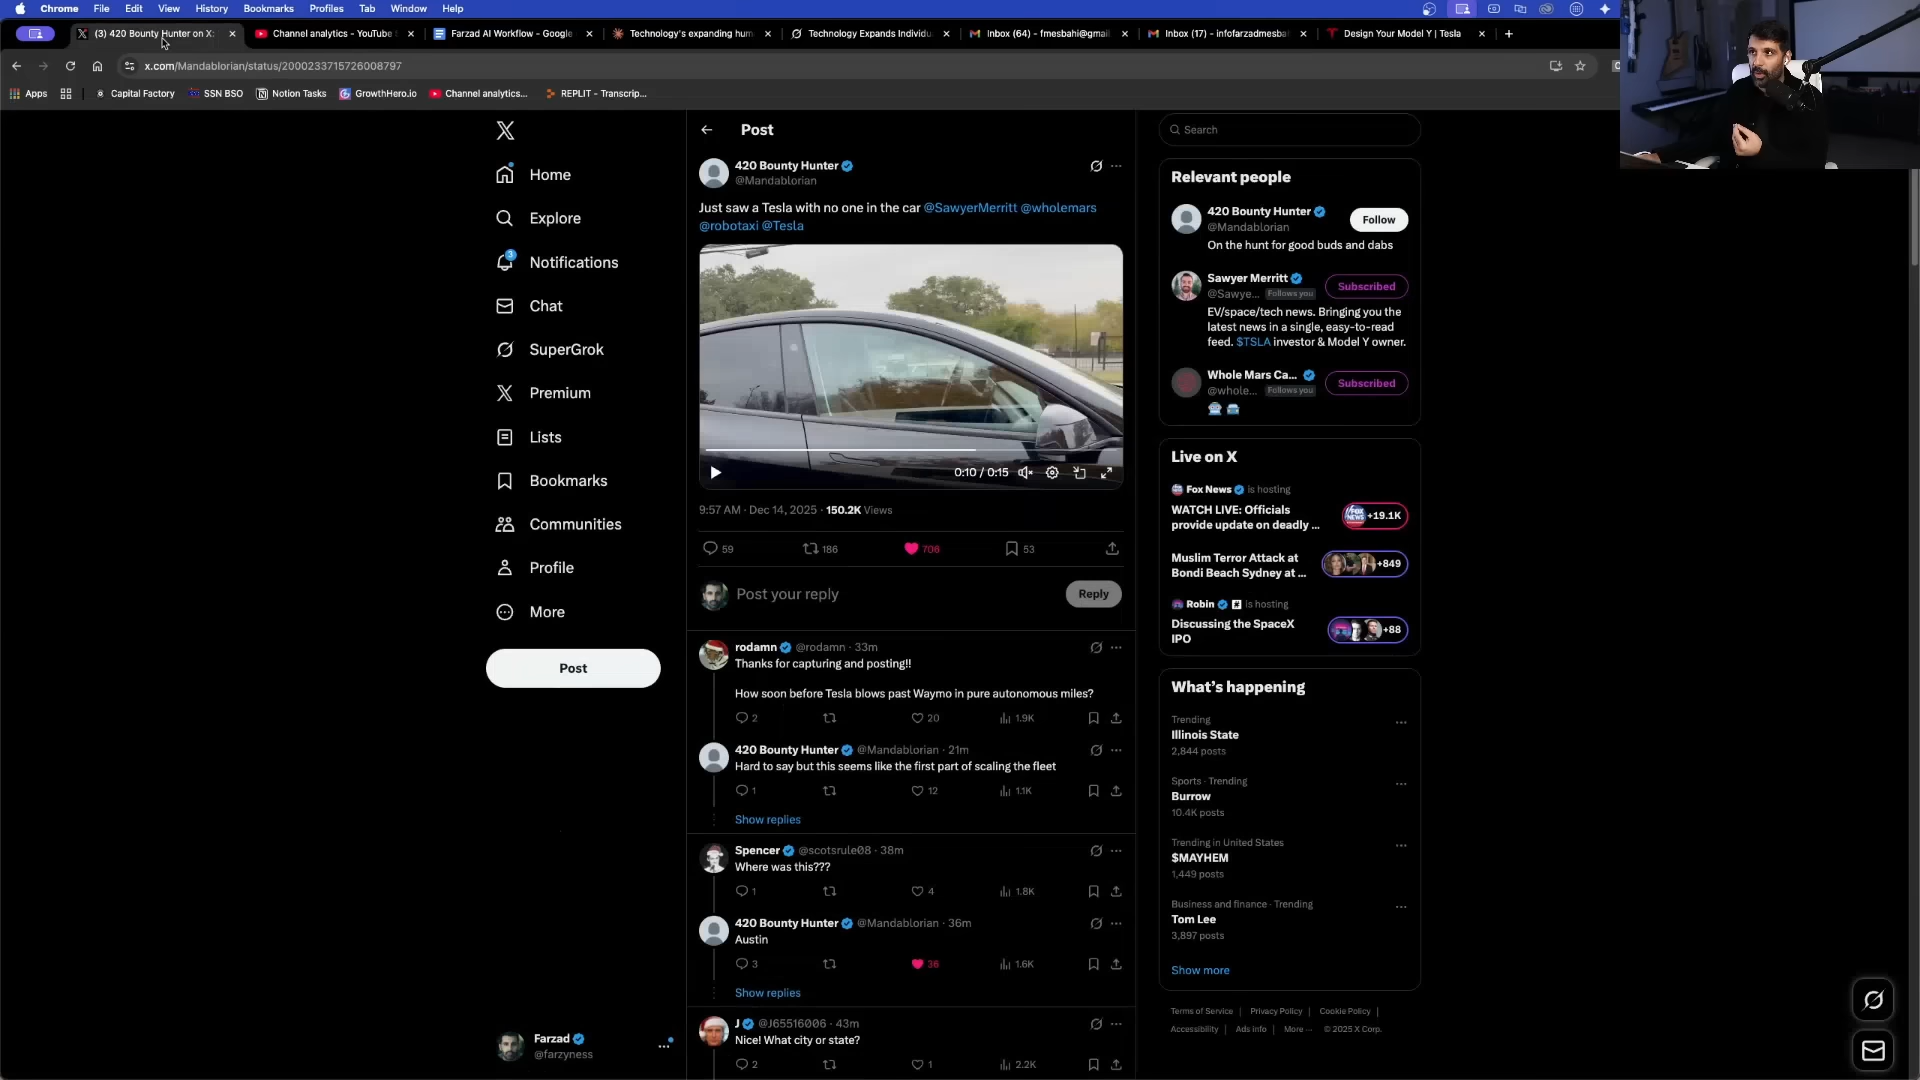 Chrome File Edit View History Bookmarks Profiles Tab Window Help
(3) 420 Bounty Hunter on X:
Channel analytics - YouTube
Farzad AI Workflow - Google
Technology's expanding hum
Technology Expands Individu
Inbox (64) - fmesbahi@gmail
Inbox (17) - infofarzadmesba
Design Your Model Y | Tesla
x.com/Mandablorian/status/2000233715726008797
Apps
Capital Factory
SSN BSO
Notion Tasks
GrowthHero.io
Channel analytics...
REPLIT - Transcrip...
Home
Explore
3
Notifications
Chat
SuperGrok
Premium
Lists
Bookmarks
Communities
Profile
More
Post
Farzad
@farzyness
Post
420 Bounty Hunter
@Mandablorian
Just saw a Tesla with no one in the car @SawyerMerritt @wholemars
@robotaxi @Tesla
0:10 / 0:15
9:57 AM · Dec 14, 2025 · 150.2K Views
59 186 706 53
Post your reply
Reply
rodamn @rodamn · 33m
Thanks for capturing and posting!!
How soon before Tesla blows past Waymo in pure autonomous miles?
2 20 1.9K
420 Bounty Hunter @Mandablorian · 21m
Hard to say but this seems like the first part of scaling the fleet
1 12 1.1K
Show replies
Spencer @scotsrule08 · 38m
Where was this???
1 4 1.8K
420 Bounty Hunter @Mandablorian · 36m
Austin
3 36 1.6K
Show replies
J @J65516006 · 43m
Nice! What city or state?
2 1 2.2K
Search
Relevant people
420 Bounty Hunter
@Mandablorian
Follow
On the hunt for good buds and dabs
Sawyer Merritt
@Sawye... Follows you
Subscribed
EV/space/tech news. Bringing you the
latest news in a single, easy-to-read
feed. $TSLA investor & Model Y owner.
Whole Mars Ca...
@whole... Follows you
Subscribed
Live on X
Fox News is hosting
WATCH LIVE: Officials
provide update on deadly ...
+19.1K
Muslim Terror Attack at
Bondi Beach Sydney at ...
+849
Robin is hosting
Discussing the SpaceX
IPO
+88
What's happening
Trending
Illinois State
2,844 posts
Sports · Trending
Burrow
10.4K posts
Trending in United States
$MAYHEM
1,449 posts
Business and finance · Trending
Tom Lee
3,897 posts
Show more
Terms of Service | Privacy Policy | Cookie Policy |
Accessibility | Ads info | More ··· © 2025 X Corp.